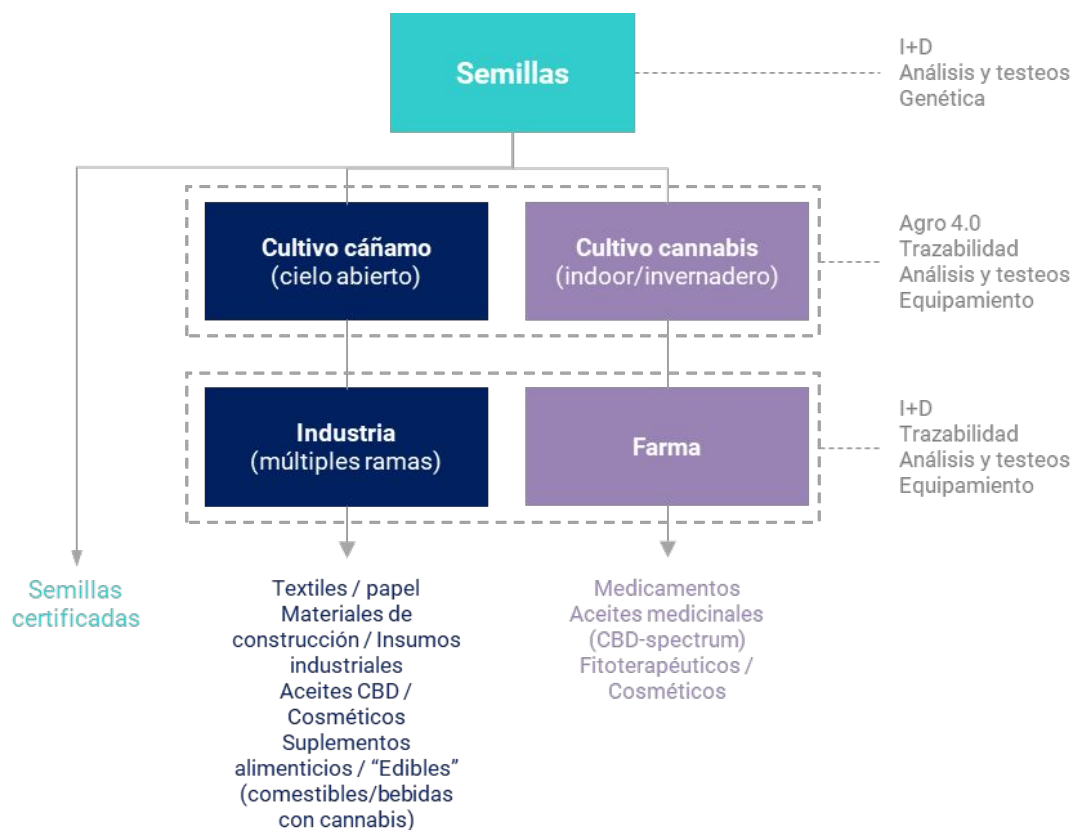 Semillas
I+D
Análisis y testeos
Genética
Cultivo cáñamo
(cielo abierto)
Cultivo cannabis
(indoor/invernadero)
Agro 4.0
Trazabilidad
Análisis y testeos
Equipamiento
Industria
(múltiples ramas)
Farma
I+D
Trazabilidad
Análisis y testeos
Equipamiento
Semillas
certificadas
Textiles / papel
Materiales de
construcción / Insumos
industriales
Aceites CBD /
Cosméticos
Suplementos
alimenticios / “Edibles”
(comestibles/bebidas
con cannabis)
Medicamentos
Aceites medicinales
(CBD-spectrum)
Fitoterapéuticos /
Cosméticos